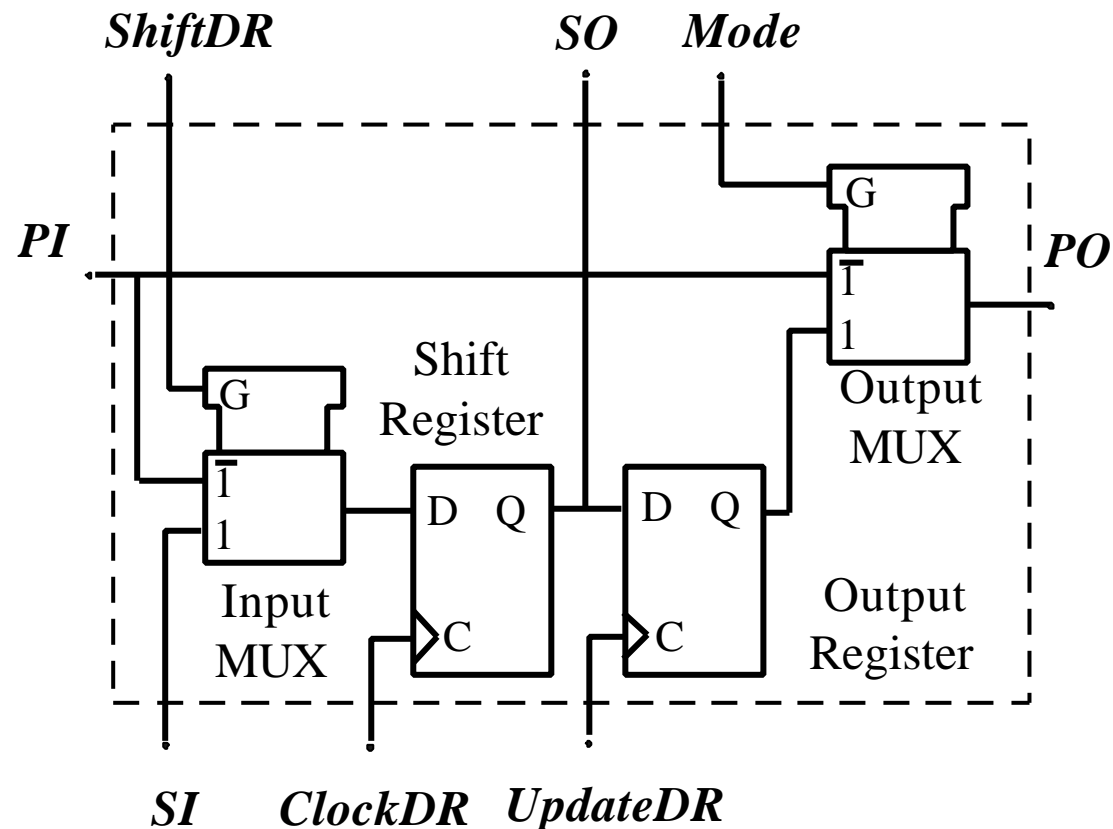 ShiftDR
SO
Mode
G
PI
PO
1
1
Shift
Register
G
Output
MUX
1
D
Q
D
Q
1
Input
MUX
Output
Register
C
C
SI
ClockDR
UpdateDR